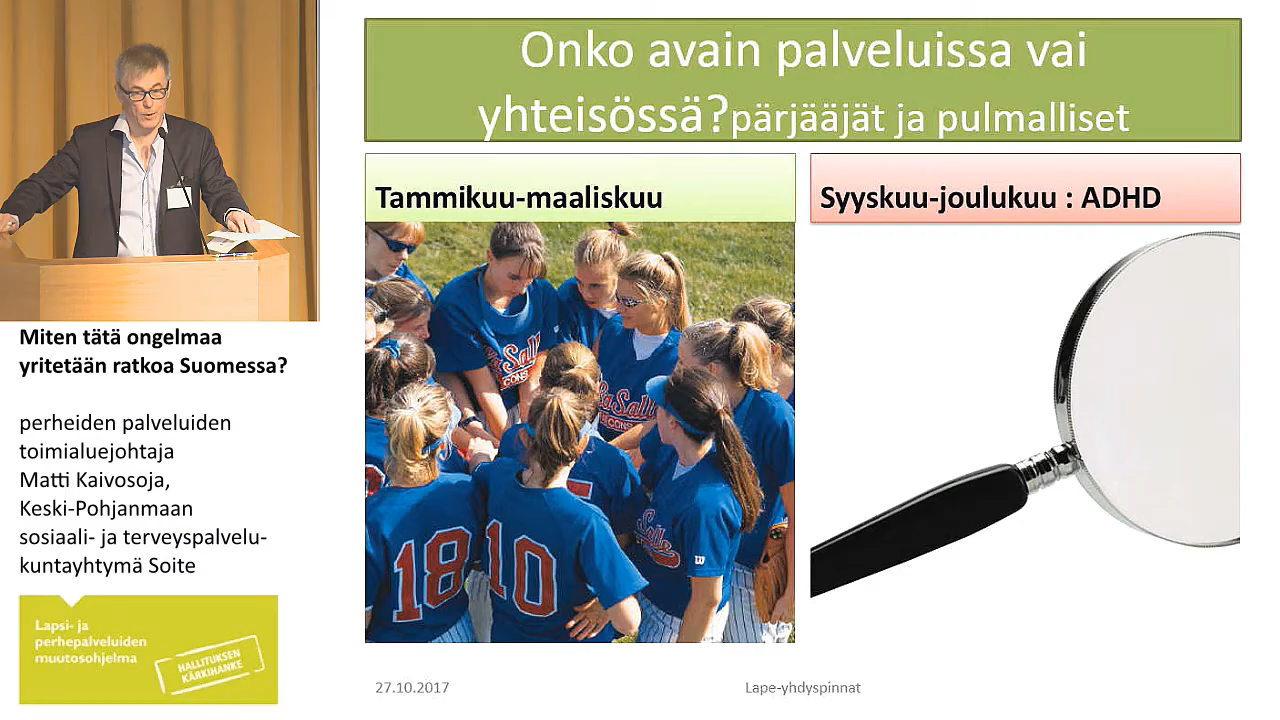 Onko avain palveluissa vai
yhteisössä?pärjääjät ja pulmalliset
Tammikuu-maaliskuu
Syyskuu-joulukuu : ADHD
18
10
Miten tätä ongelmaa
yritetään ratkoa Suomessa?
perheiden palveluiden
toimialuejohtaja
Matti Kaivosoja,
Keski-Pohjanmaan
sosiaali- ja terveyspalvelu-
kuntayhtymä Soite
Lapsi- ja
perhepalveluiden
muutosohjelma
HALLITUKSEN
KÄRKIHANKE
27.10.2017
Lape-yhdyspinnat